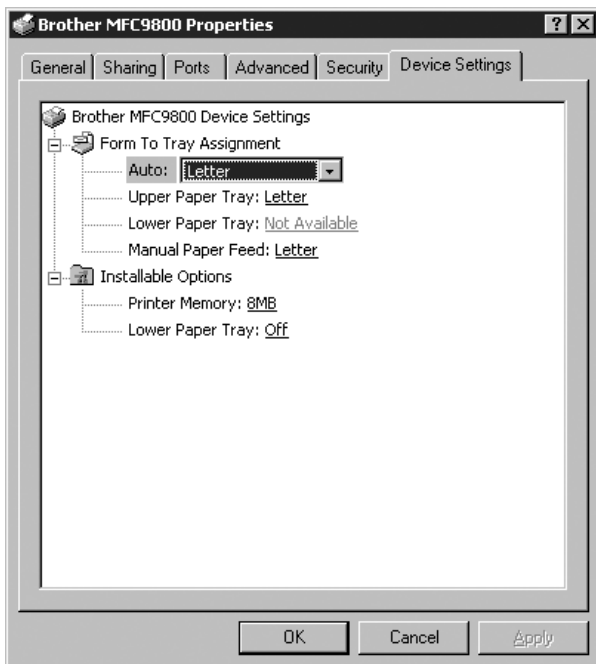 Brother MFC9800 Properties
General Sharing Ports Advanced Security Device Settings
Brother MFC9800 Device Settings
Form To Tray Assignment
Auto: Letter
Upper Paper Tray: Letter
Lower Paper Tray: Not Available
Manual Paper Feed: Letter
Installable Options
Printer Memory: 8MB
Lower Paper Tray: Off
OK Cancel Apply